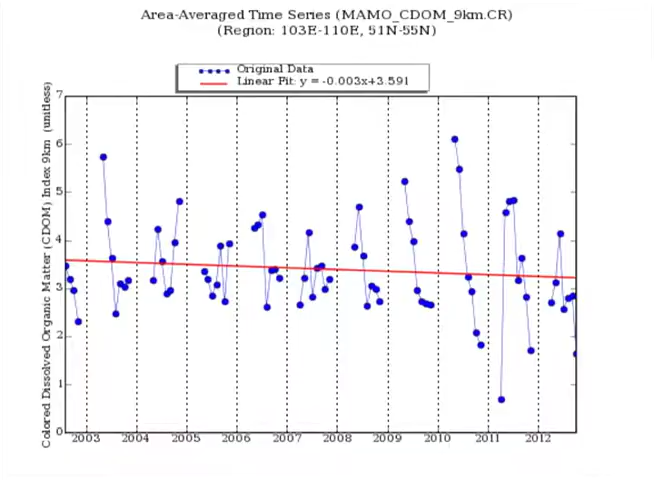 Area-Averaged Time Series (MAMO_CDOM_9km.CR)
(Region: 103E-110E, 51N-55N)
Original Data
Linear Fit: y = -0.003x+3.591
Colored Dissolved Organic Matter (CDOM) Index 9km (unitless)
7
6
5
4
3
2
1
0
2003 2004 2005 2006 2007 2008 2009 2010 2011 2012